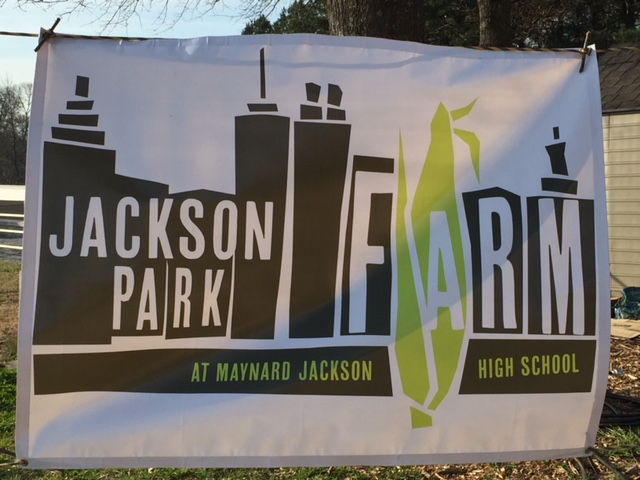 JACKSON
PARK
FARM
AT MAYNARD JACKSON HIGH SCHOOL